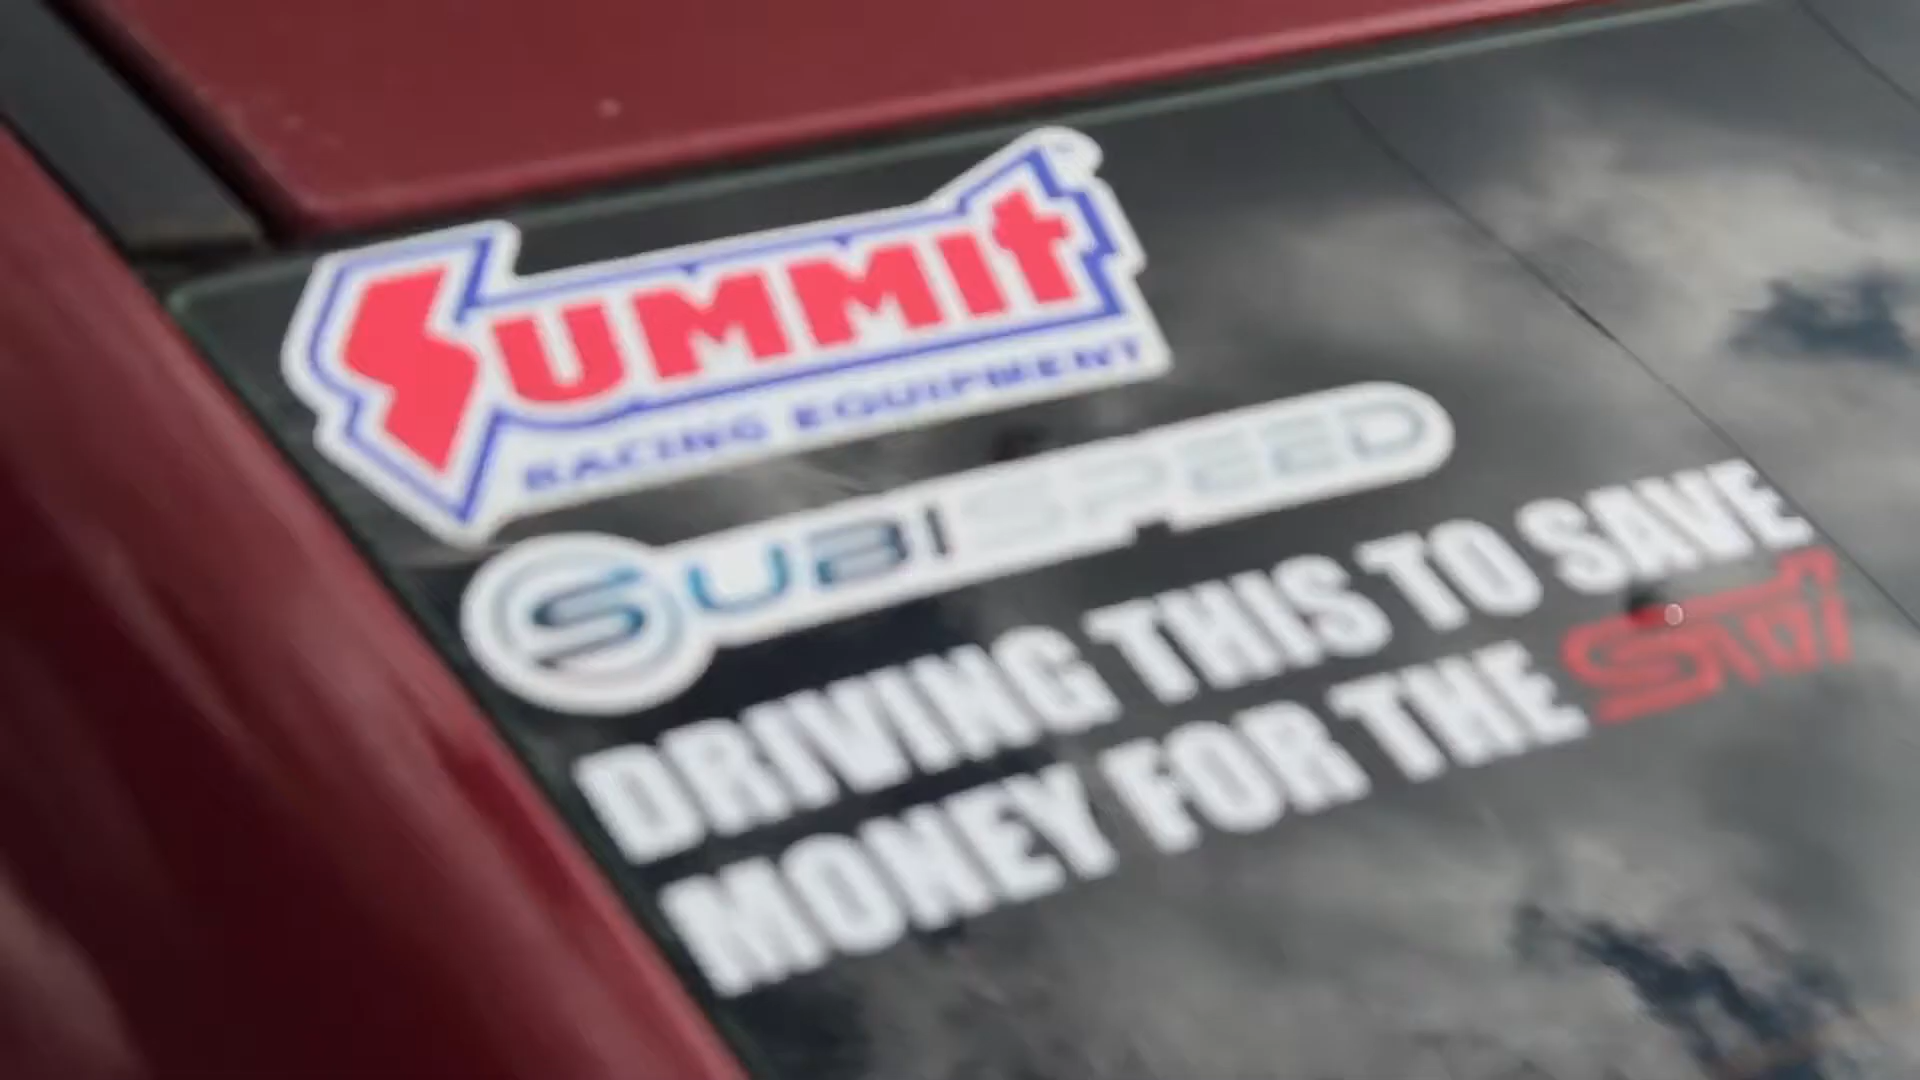 Summit
RACING EQUIPMENT
SUBISPEED
DRIVING THIS TO SAVE
MONEY FOR THE STI